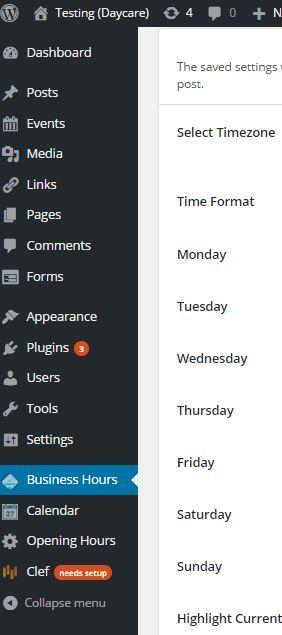 Testing (Daycare) 4 0 N
Dashboard
Posts
Events
Media
Links
Pages
Comments
Forms
Appearance
Plugins 3
Users
Tools
Settings
Business Hours
27
Calendar
Opening Hours
Clef needs setup
Collapse menu
The saved settings
post.
Select Timezone
Time Format
Monday
Tuesday
Wednesday
Thursday
Friday
Saturday
Sunday
Highlight Current